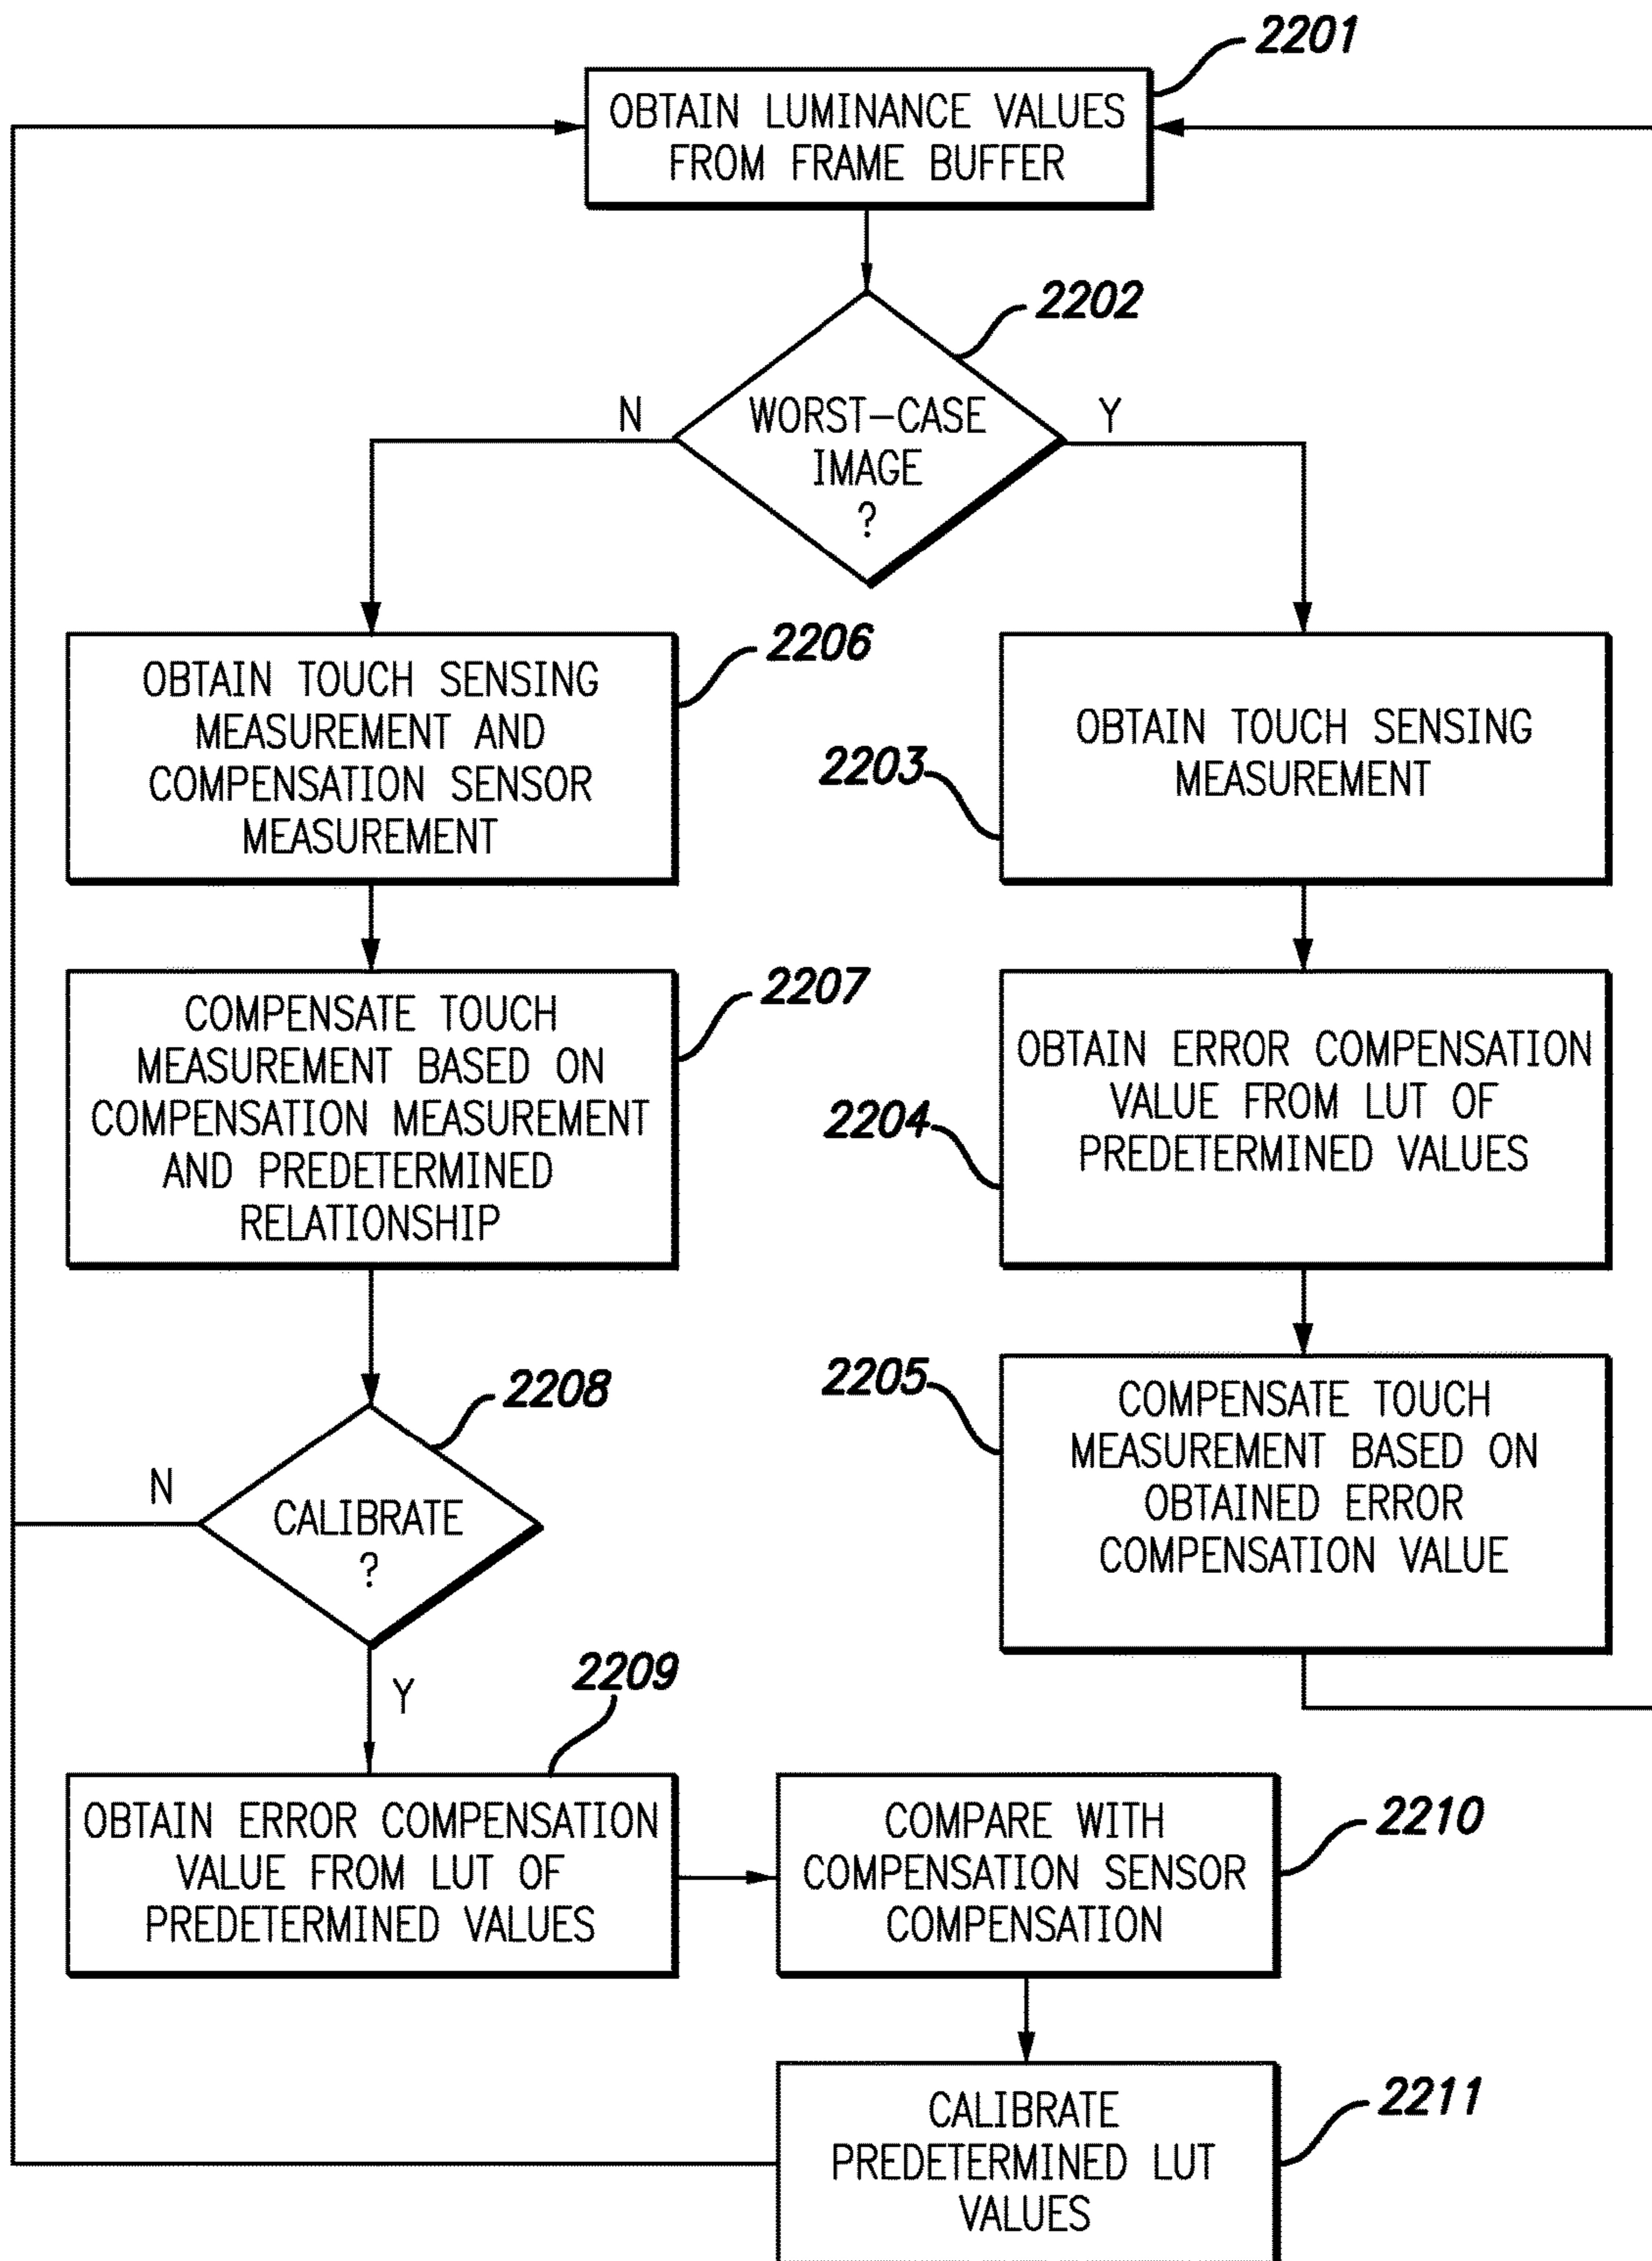 2201
OBTAIN LUMINANCE VALUES
FROM FRAME BUFFER
2202
N
WORST-CASE
IMAGE
?
Y
2206
OBTAIN TOUCH SENSING
MEASUREMENT AND
COMPENSATION SENSOR
MEASUREMENT
2203
OBTAIN TOUCH SENSING
MEASUREMENT
2207
COMPENSATE TOUCH
MEASUREMENT BASED ON
COMPENSATION MEASUREMENT
AND PREDETERMINED
RELATIONSHIP
2204
OBTAIN ERROR COMPENSATION
VALUE FROM LUT OF
PREDETERMINED VALUES
2208
N
CALIBRATE
?
Y
2205
COMPENSATE TOUCH
MEASUREMENT BASED ON
OBTAINED ERROR
COMPENSATION VALUE
2209
OBTAIN ERROR COMPENSATION
VALUE FROM LUT OF
PREDETERMINED VALUES
2210
COMPARE WITH
COMPENSATION SENSOR
COMPENSATION
2211
CALIBRATE
PREDETERMINED LUT
VALUES